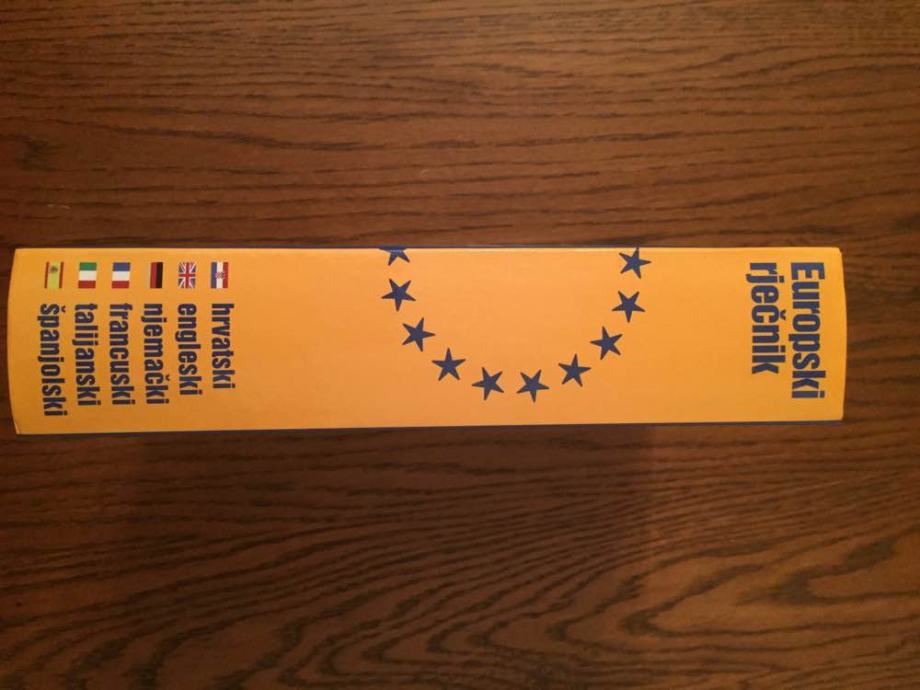 Europski
rječnik
hrvatski
engleski
njemački
francuski
talijanski
španjolski